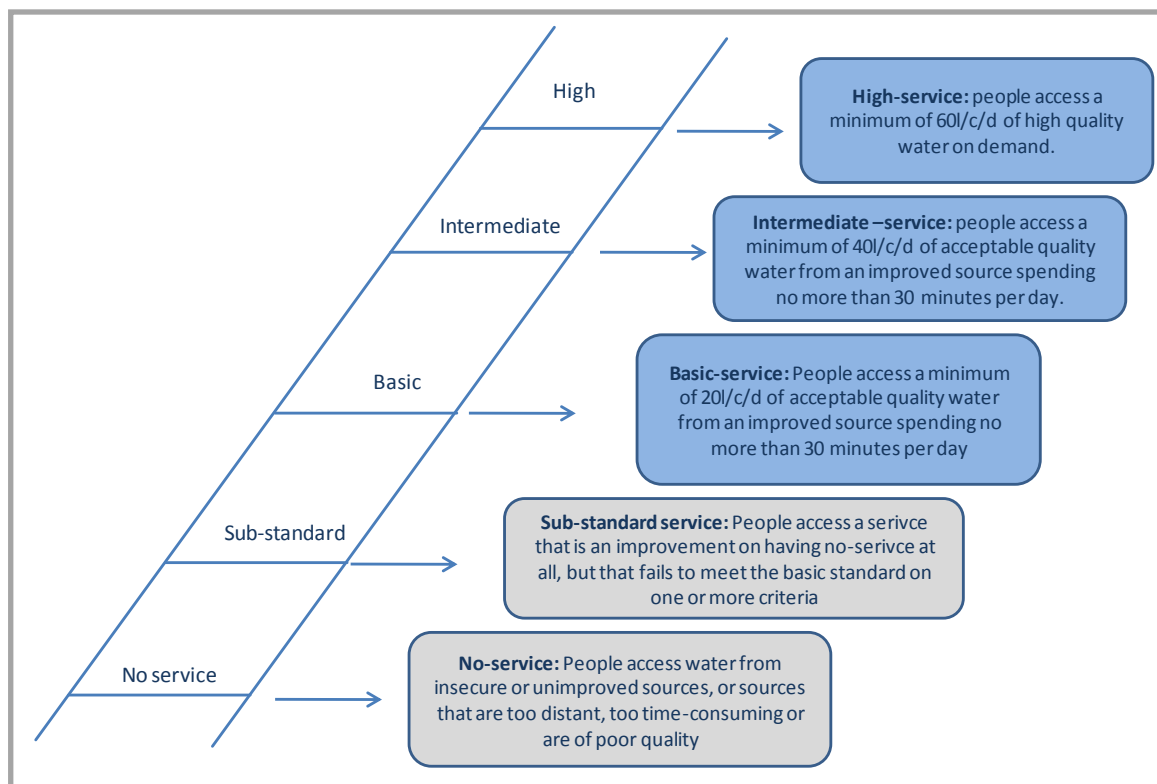 High
High-service: people access a
minimum of 60l/c/d of high quality
water on demand.
Intermediate
Intermediate –service: people access a
minimum of 40l/c/d of acceptable quality
water from an improved source spending
no more than 30 minutes per day.
Basic
Basic-service: People access a minimum
of 20l/c/d of acceptable quality water
from an improved source spending no
more than 30 minutes per day
Sub-standard
Sub-standard service: People access a serivce
that is an improvement on having no-serivce at
all, but that fails to meet the basic standard on
one or more criteria
No service
No-service: People access water from
insecure or unimproved sources, or sources
that are too distant, too time-consuming or
are of poor quality